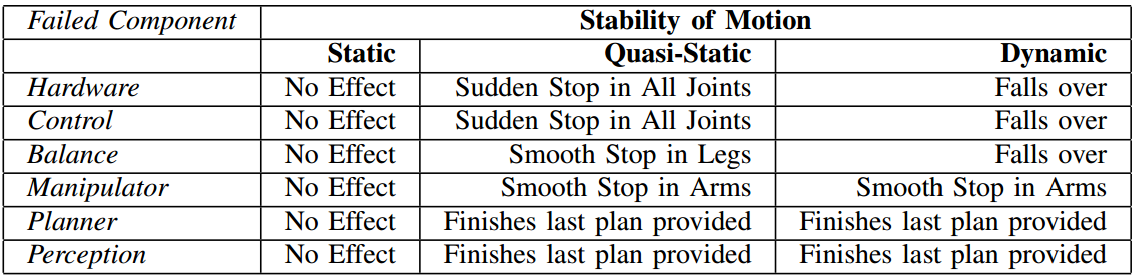 Failed Component Stability of Motion
Static Quasi-Static Dynamic
Hardware No Effect Sudden Stop in All Joints Falls over
Control No Effect Sudden Stop in All Joints Falls over
Balance No Effect Smooth Stop in Legs Falls over
Manipulator No Effect Smooth Stop in Arms Smooth Stop in Arms
Planner No Effect Finishes last plan provided Finishes last plan provided
Perception No Effect Finishes last plan provided Finishes last plan provided